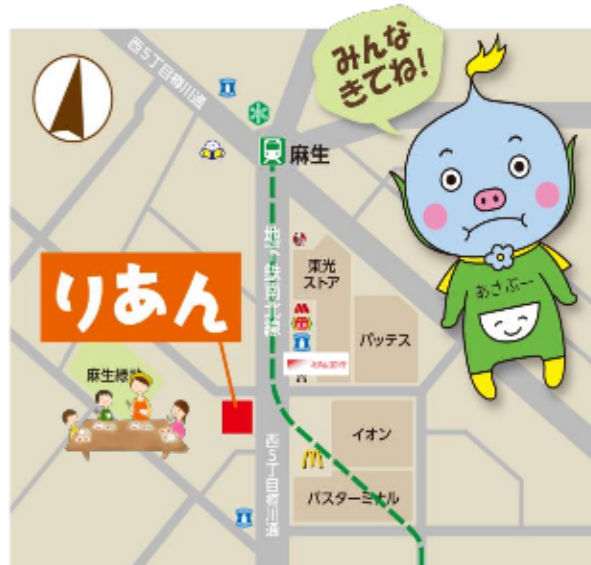 西5丁目樽川通
みんな
きてね!
麻生
地下鉄南北線
東光
ストア
りあん
あさぶー
パッテス
麻生緑地
イオン
西5丁目樽川通
バスターミナル